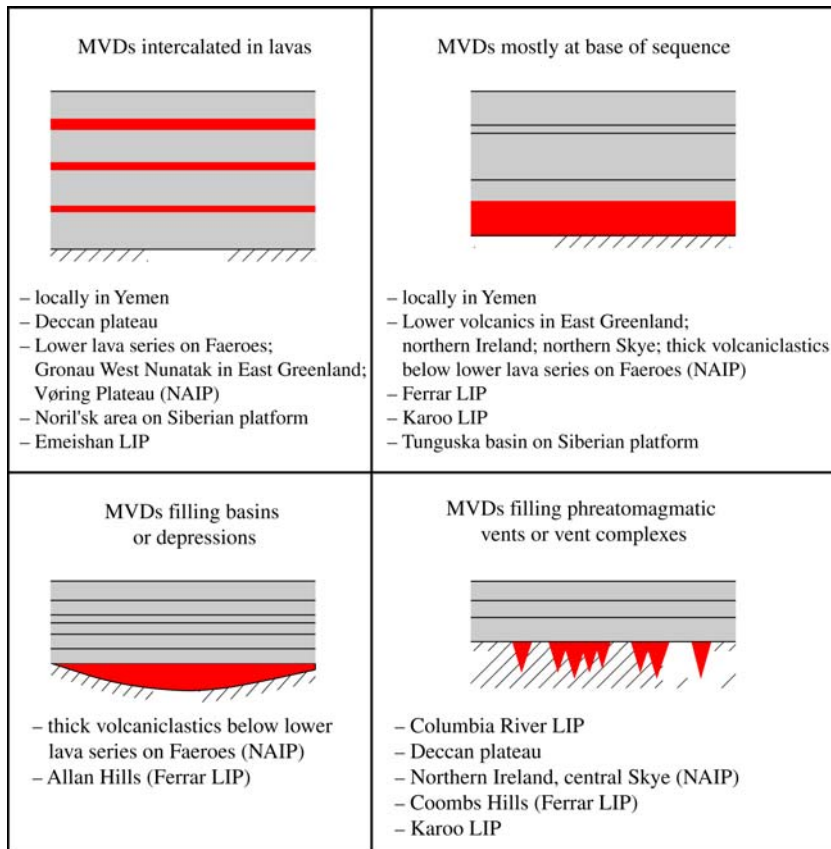 MVDs intercalated in lavas
– locally in Yemen
– Deccan plateau
– Lower lava series on Faeroes;
Gronau West Nunatak in East Greenland;
Vøring Plateau (NAIP)
– Noril'sk area on Siberian platform
– Emeishan LIP
MVDs mostly at base of sequence
– locally in Yemen
– Lower volcanics in East Greenland;
northern Ireland; northern Skye; thick volcaniclastics
below lower lava series on Faeroes (NAIP)
– Ferrar LIP
– Karoo LIP
– Tunguska basin on Siberian platform
MVDs filling basins
or depressions
– thick volcaniclastics below lower
lava series on Faeroes (NAIP)
– Allan Hills (Ferrar LIP)
MVDs filling phreatomagmatic
vents or vent complexes
– Columbia River LIP
– Deccan plateau
– Northern Ireland, central Skye (NAIP)
– Coombs Hills (Ferrar LIP)
– Karoo LIP